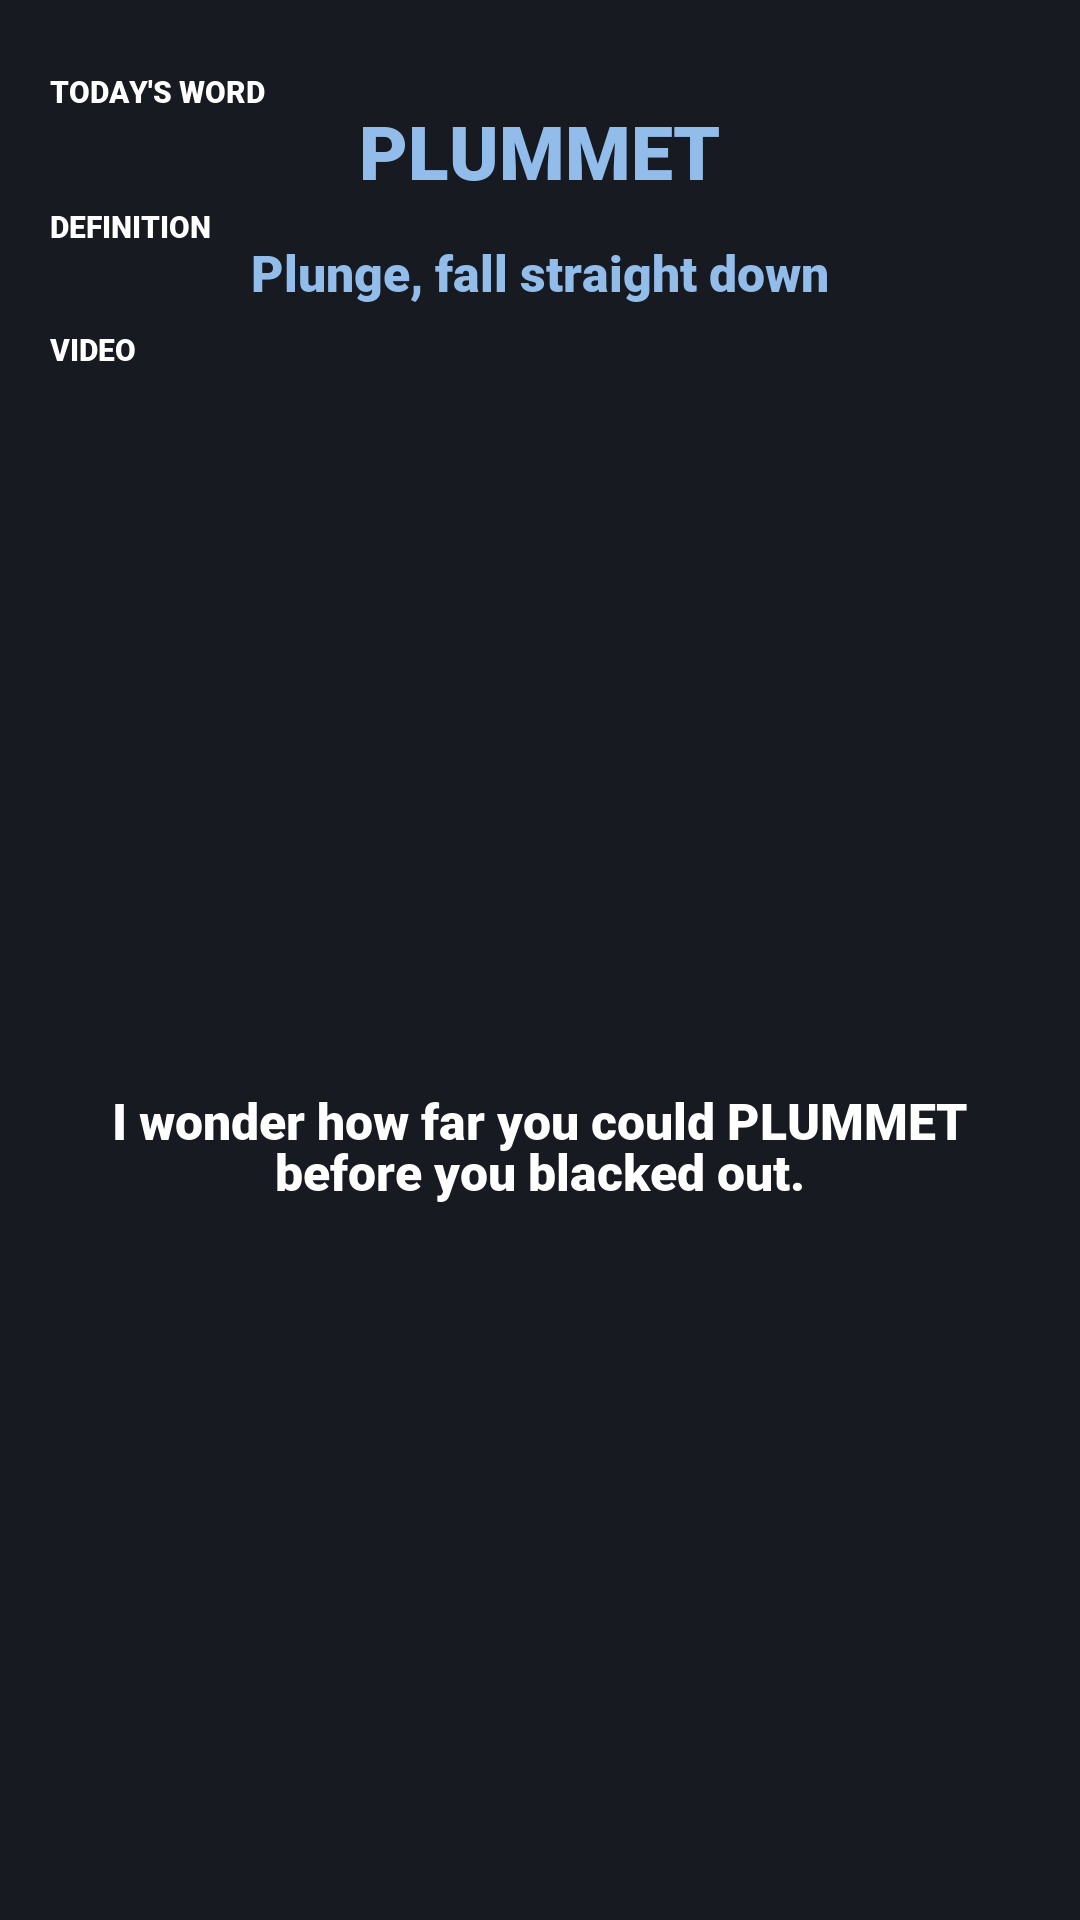 TODAY'S WORD
PLUMMET
DEFINITION
Plunge, fall straight down
VIDEO
I wonder how far you could PLUMMET
before you blacked out.